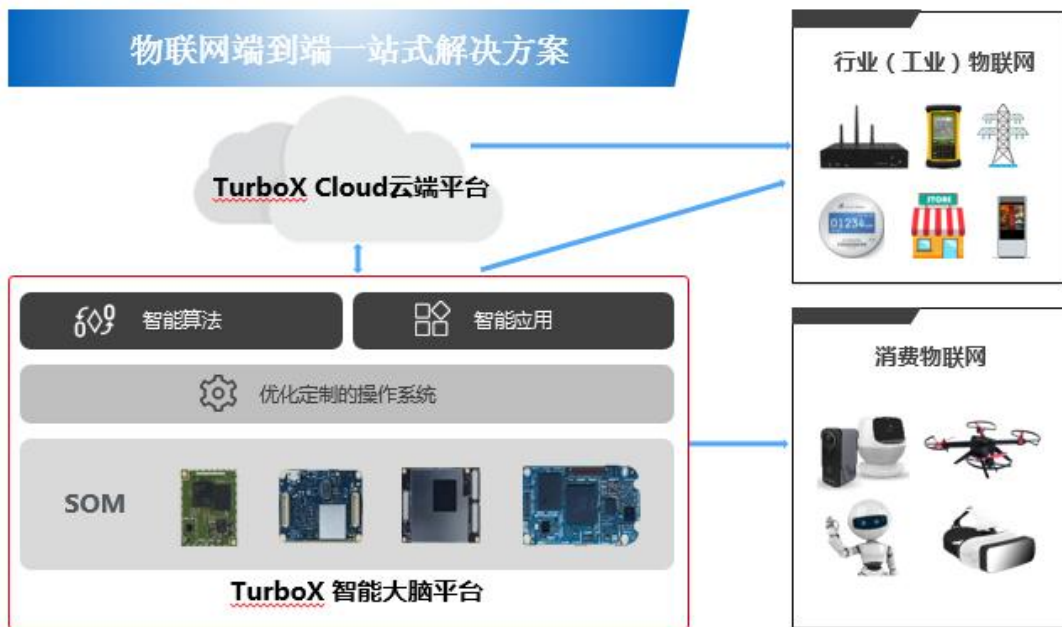 物联网端到端一站式解决方案
TurboX Cloud云端平台
智能算法
智能应用
优化定制的操作系统
SOM
TurboX 智能大脑平台
行业（工业）物联网
01234
STORE
消费物联网